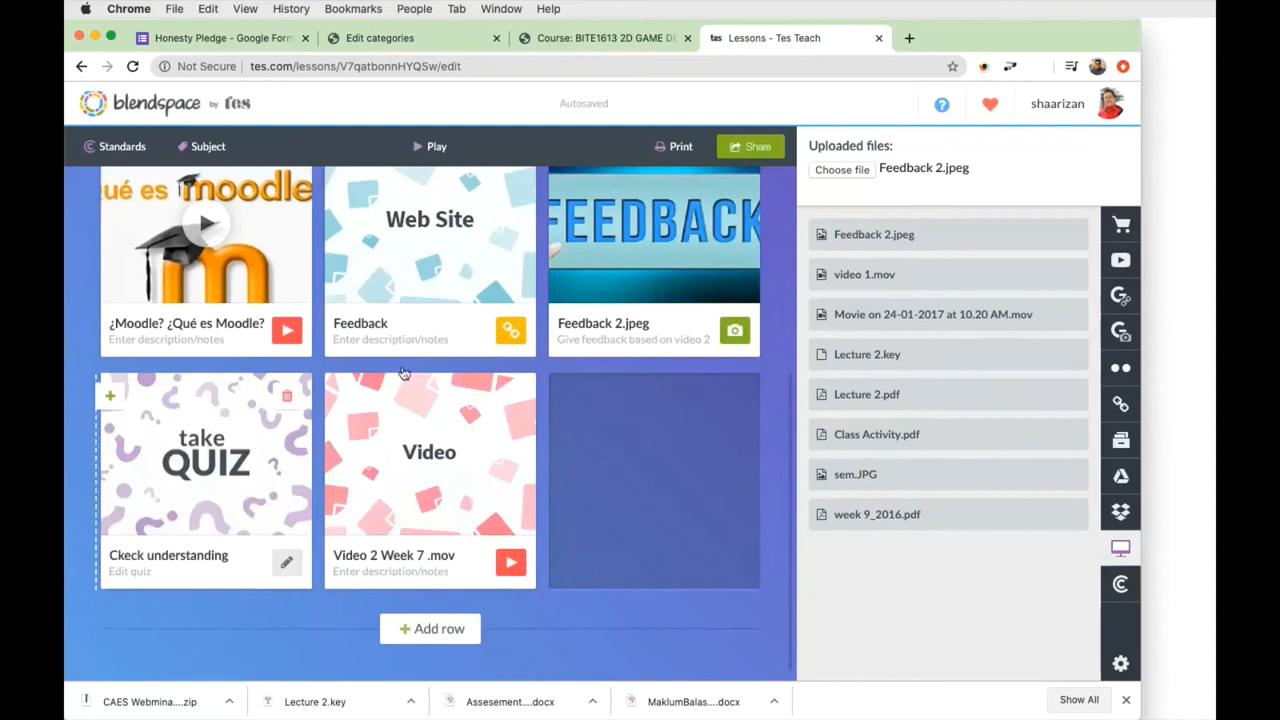 Chrome File Edit View History Bookmarks People Tab Window Help
Honesty Pledge - Google Form
Edit categories
Course: BITE1613 2D GAME DE
tes Lessons - Tes Teach
Not Secure tes.com/lessons/V7qatbonnHYQSw/edit
blendspace by tes
Autosaved
shaarizan
Standards
Subject
Play
Print
Share
Uploaded files:
Choose file Feedback 2.jpeg
ué es moodle
m
Web Site
FEEDBACK
¿Moodle? ¿Qué es Moodle?
Enter description/notes
Feedback
Enter description/notes
Feedback 2.jpeg
Give feedback based on video 2
take
QUIZ
Video
Ckeck understanding
Edit quiz
Video 2 Week 7 .mov
Enter description/notes
+ Add row
Feedback 2.jpeg
video 1.mov
Movie on 24-01-2017 at 10.20 AM.mov
Lecture 2.key
Lecture 2.pdf
Class Activity.pdf
sem.JPG
week 9_2016.pdf
CAES Webmina....zip
Lecture 2.key
Assesement....docx
MaklumBalas....docx
Show All